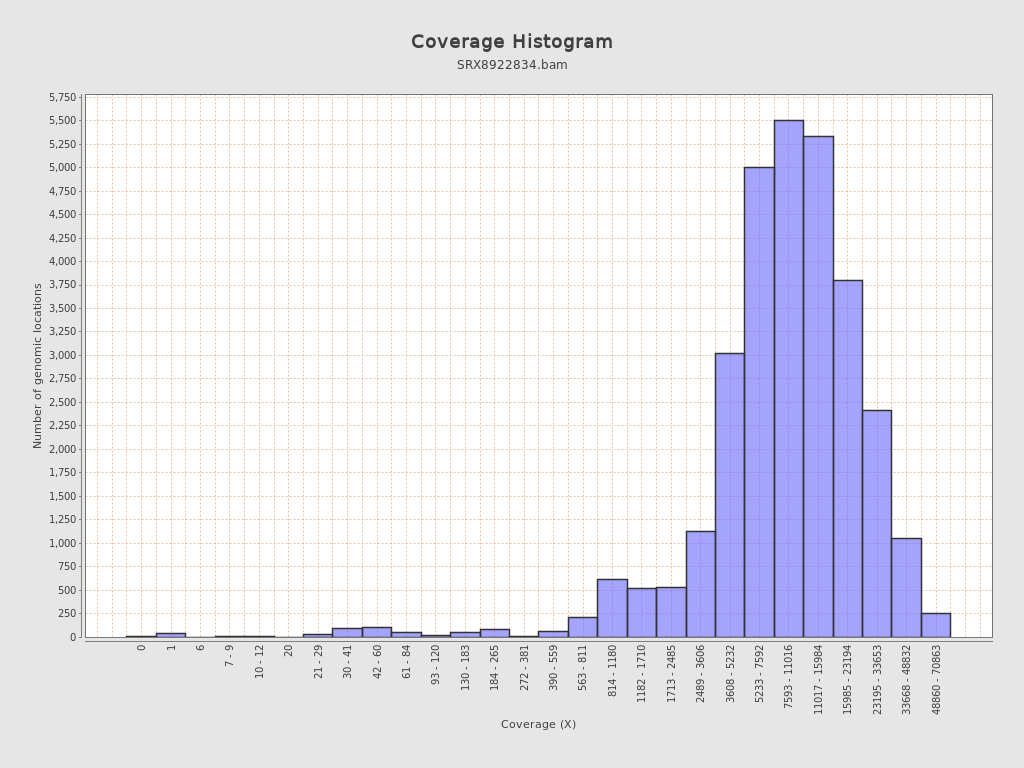 Coverage Histogram
SRX8922834.bam
Number of genomic locations
5,750
5,500
5,250
5,000
4,750
4,500
4,250
4,000
3,750
3,500
3,250
3,000
2,750
2,500
2,250
2,000
1,750
1,500
1,250
1,000
750
500
250
0
0
1
6
7 - 9
10 - 12
20
21 - 29
30 - 41
42 - 60
61 - 84
93 - 120
130 - 183
184 - 265
272 - 381
390 - 559
563 - 811
814 - 1180
1182 - 1710
1713 - 2485
2489 - 3606
3608 - 5232
5233 - 7592
7593 - 11016
11017 - 15984
15985 - 23194
23195 - 33653
33668 - 48832
48860 - 70863
Coverage (X)